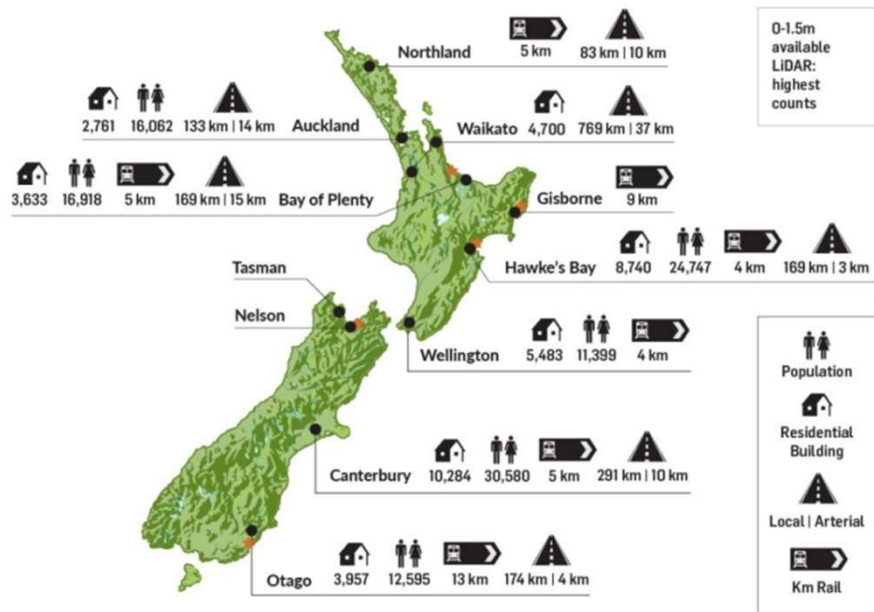 Northland
5 km
83 km | 10 km
0-1.5m
available
LiDAR:
highest
counts
2,761
16,062
133 km | 14 km
Auckland
Waikato
4,700
769 km | 37 km
3,633
16,918
5 km
169 km | 15 km
Bay of Plenty
Gisborne
9 km
Hawke's Bay
8,740
24,747
4 km
169 km | 3 km
Tasman
Nelson
Wellington
5,483
11,399
4 km
Canterbury
10,284
30,580
5 km
291 km | 10 km
Otago
3,957
12,595
13 km
174 km | 4 km
Population
Residential
Building
Local | Arterial
Km Rail